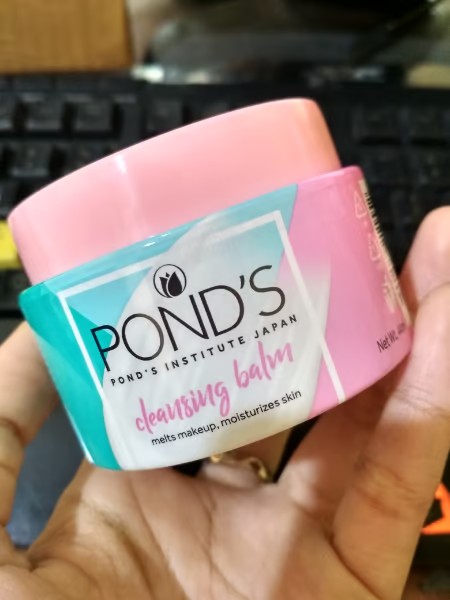 POND'S
POND'S INSTITUTE JAPAN
cleansing balm
melts makeup, moisturizes skin
Net Wt.